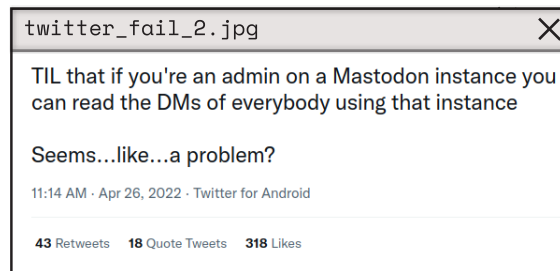 twitter_fail_2.jpg
TIL that if you're an admin on a Mastodon instance you
can read the DMs of everybody using that instance
Seems...like...a problem?
11:14 AM · Apr 26, 2022 · Twitter for Android
43 Retweets 18 Quote Tweets 318 Likes